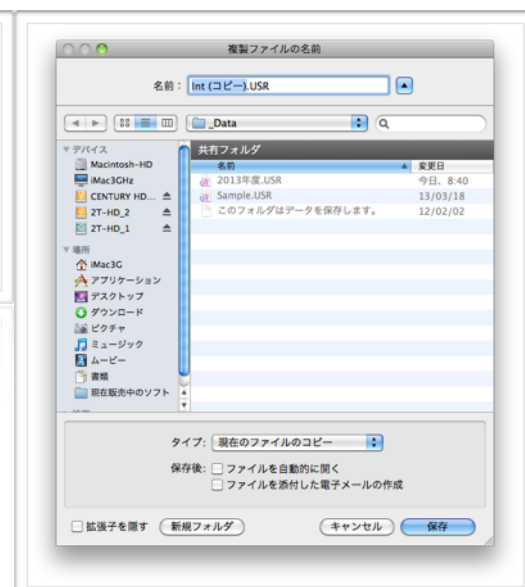 複製ファイルの名前
名前： Int (コピー).USR
_Data
デバイス
Macintosh-HD
iMac3GHz
CENTURY HD...
2T-HD_2
2T-HD_1
場所
iMac3G
アプリケーション
デスクトップ
ダウンロード
ピクチャ
ミュージック
ムービー
書類
現在販売中のソフト
共有フォルダ
名前 変更日
2013年度.USR 今日、8:40
Sample.USR 13/03/18
このフォルダはデータを保存します。 12/02/02
タイプ: 現在のファイルのコピー
保存後: ファイルを自動的に開く
ファイルを添付した電子メールの作成
拡張子を隠す 新規フォルダ キャンセル 保存